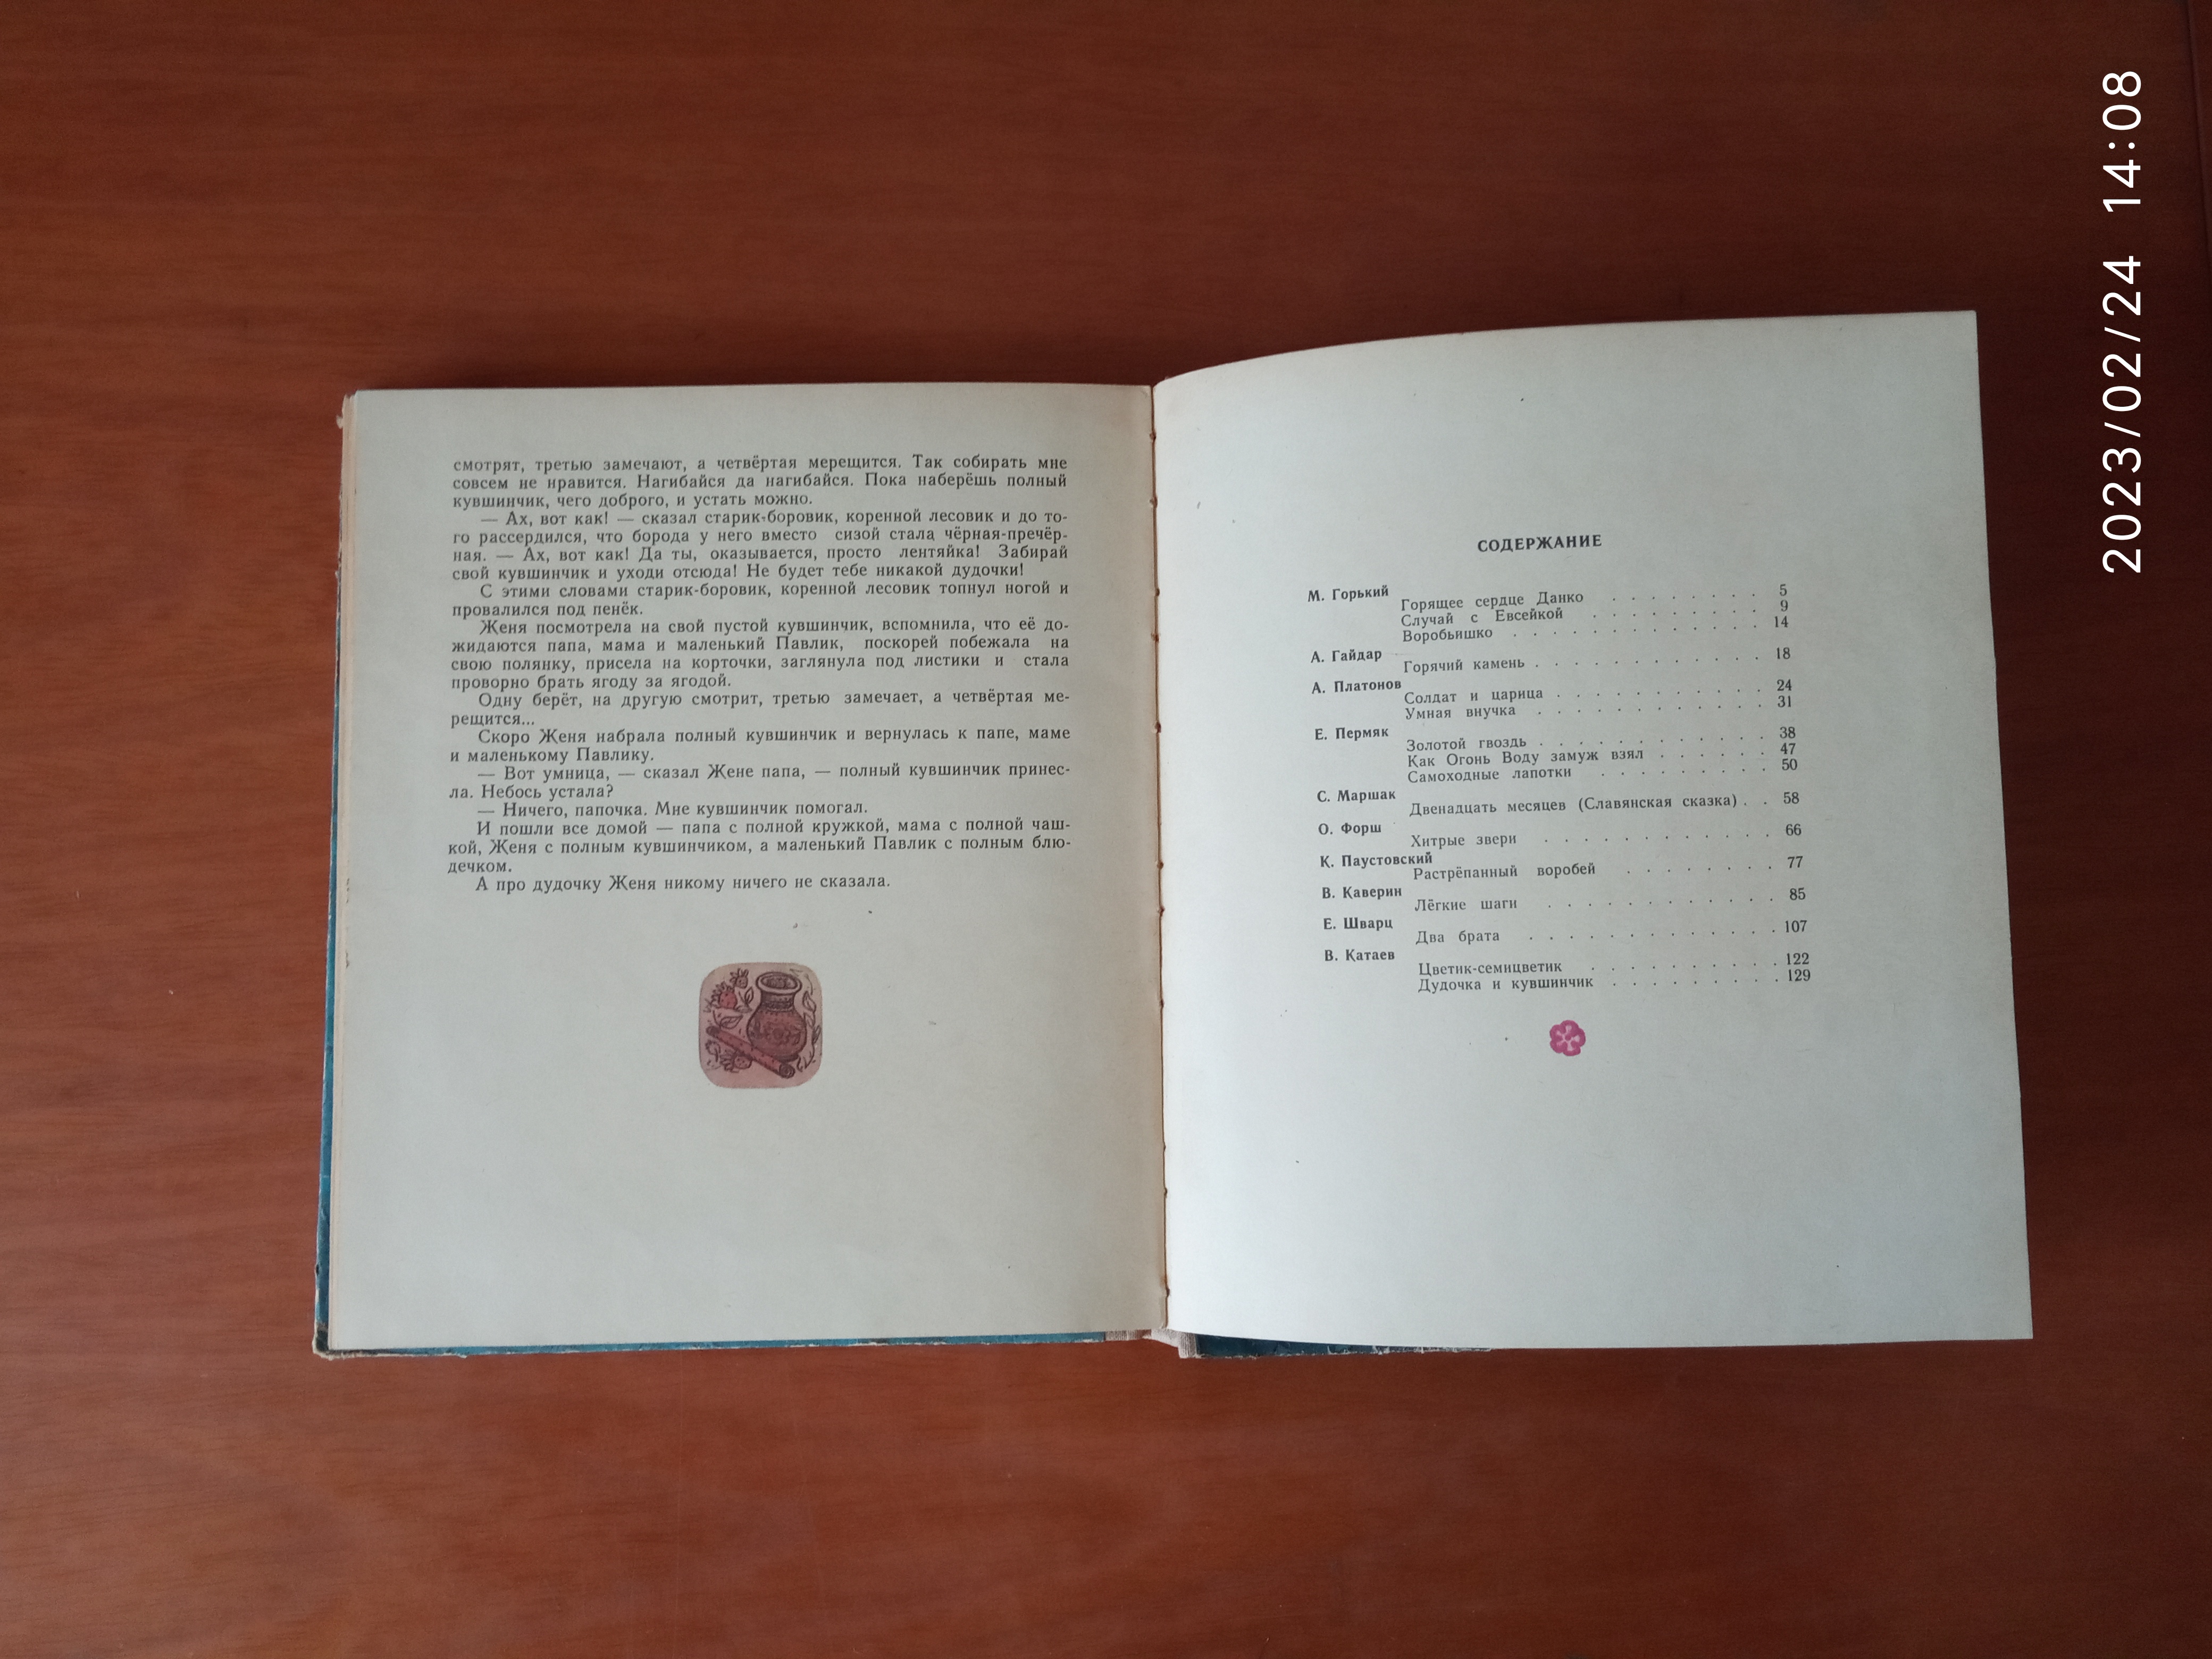 смотрят, третью замечают, а четвёртая мерещится. Так собирать мне
совсем не нравится. Нагибайся да нагибайся. Пока наберёшь полный
кувшинчик, чего доброго, и устать можно.
— Ах, вот как! — сказал старик-боровик, коренной лесовик и до то-
го рассердился, что борода у него вместо сизой стала чёрная-пречёр-
ная. — Ах, вот как! Да ты, оказывается, просто лентяйка! Забирай
свой кувшинчик и уходи отсюда! Не будет тебе никакой дудочки!
С этими словами старик-боровик, коренной лесовик топнул ногой и
провалился под пенёк.
Женя посмотрела на свой пустой кувшинчик, вспомнила, что её до-
жидаются папа, мама и маленький Павлик, поскорей побежала на
свою полянку, присела на корточки, заглянула под листики и стала
проворно брать ягоду за ягодой.
Одну берёт, на другую смотрит, третью замечает, а четвёртая ме-
рещится...
Скоро Женя набрала полный кувшинчик и вернулась к папе, маме
и маленькому Павлику.
— Вот умница, — сказал Жене папа, — полный кувшинчик принес-
ла. Небось устала?
— Ничего, папочка. Мне кувшинчик помогал.
И пошли все домой — папа с полной кружкой, мама с полной чаш-
кой, Женя с полным кувшинчиком, а маленький Павлик с полным блю-
дечком.
А про дудочку Женя никому ничего не сказала.
СОДЕРЖАНИЕ
М. Горький
Горящее сердце Данко . . . . . . . . 5
Случай с Евсейкой . . . . . . . . . 9
Воробьишко . . . . . . . . . . . . . 14
А. Гайдар
Горячий камень . . . . . . . . . . . . 18
А. Платонов
Солдат и царица . . . . . . . . . . . 24
Умная внучка . . . . . . . . . . . . 31
Е. Пермяк
Золотой гвоздь . . . . . . . . . . . . 38
Как Огонь Воду замуж взял . . . . . . 47
Самоходные лапотки . . . . . . . . . 50
С. Маршак
Двенадцать месяцев (Славянская сказка) . . 58
О. Форш
Хитрые звери . . . . . . . . . . . 66
К. Паустовский
Растрёпанный воробей . . . . . . . . 77
В. Каверин
Лёгкие шаги . . . . . . . . . . . . 85
Е. Шварц
Два брата . . . . . . . . . . . . . 107
В. Катаев
Цветик-семицветик . . . . . . . . . . 122
Дудочка и кувшинчик . . . . . . . . . 129
2023/02/24 14:08